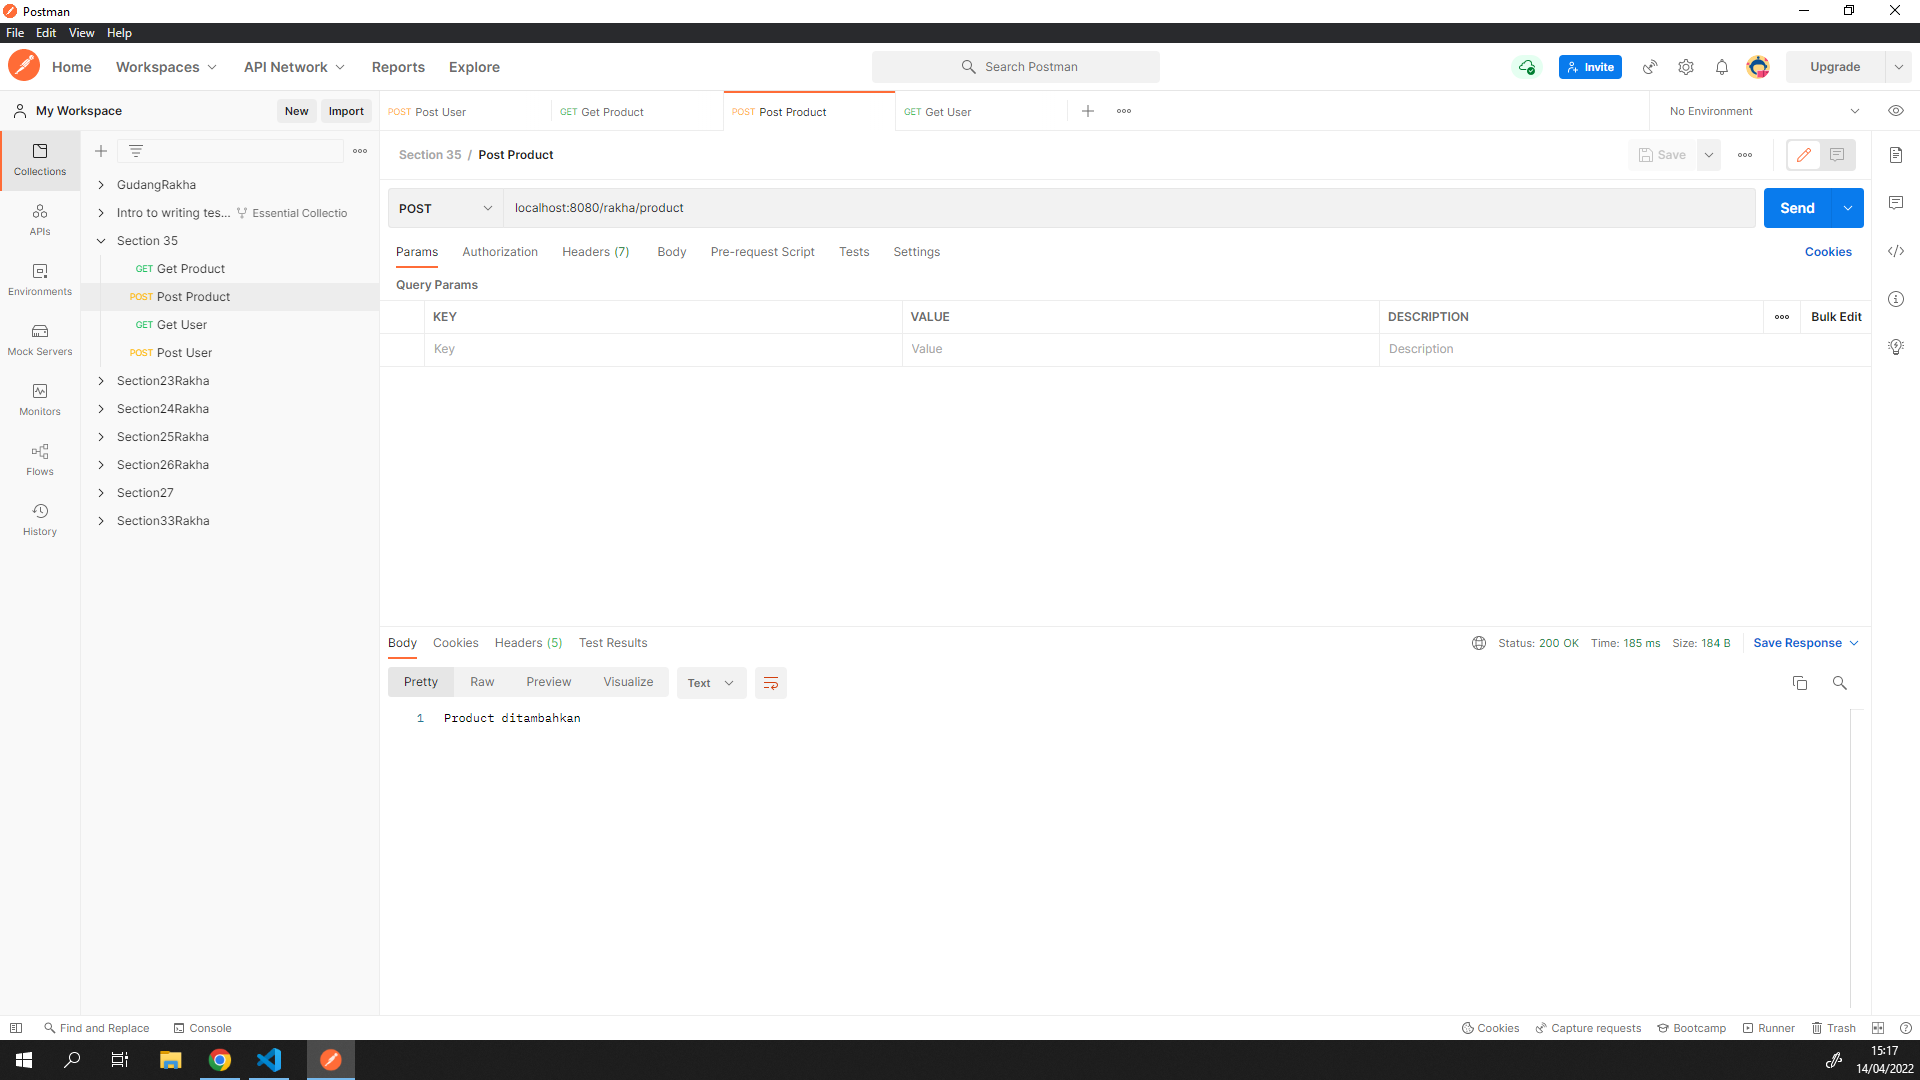 Postman
File Edit View Help
Home Workspaces API Network Reports Explore Search Postman Invite Upgrade
My Workspace New Import POST Post User GET Get Product POST Post Product GET Get User No Environment
Section 35 / Post Product Save
Collections
APIs
Environments
Mock Servers
Monitors
Flows
History
GudangRakha
Intro to writing tes... Essential Collectio
Section 35
GET Get Product
POST Post Product
GET Get User
POST Post User
Section23Rakha
Section24Rakha
Section25Rakha
Section26Rakha
Section27
Section33Rakha
POST localhost:8080/rakha/product Send
Params Authorization Headers (7) Body Pre-request Script Tests Settings Cookies
Query Params
KEY VALUE DESCRIPTION Bulk Edit
Key Value Description
Body Cookies Headers (5) Test Results Status: 200 OK Time: 185 ms Size: 184 B Save Response
Pretty Raw Preview Visualize Text
1 Product ditambahkan
Find and Replace Console Cookies Capture requests Bootcamp Runner Trash
15:17
14/04/2022